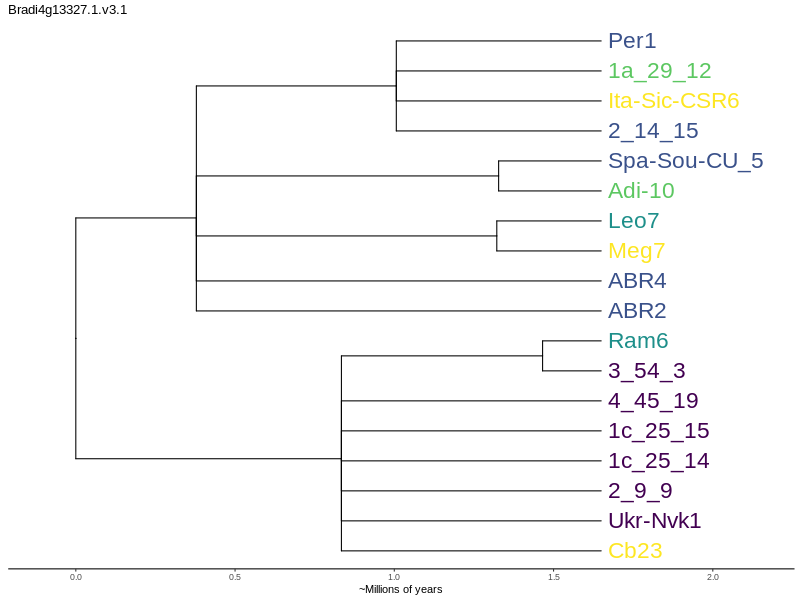 Bradi4g13327.1.v3.1
Per1
1a_29_12
Ita-Sic-CSR6
2_14_15
Spa-Sou-CU_5
Adi-10
Leo7
Meg7
ABR4
ABR2
Ram6
3_54_3
4_45_19
1c_25_15
1c_25_14
2_9_9
Ukr-Nvk1
Cb23
0.0 0.5 1.0 1.5 2.0
~Millions of years